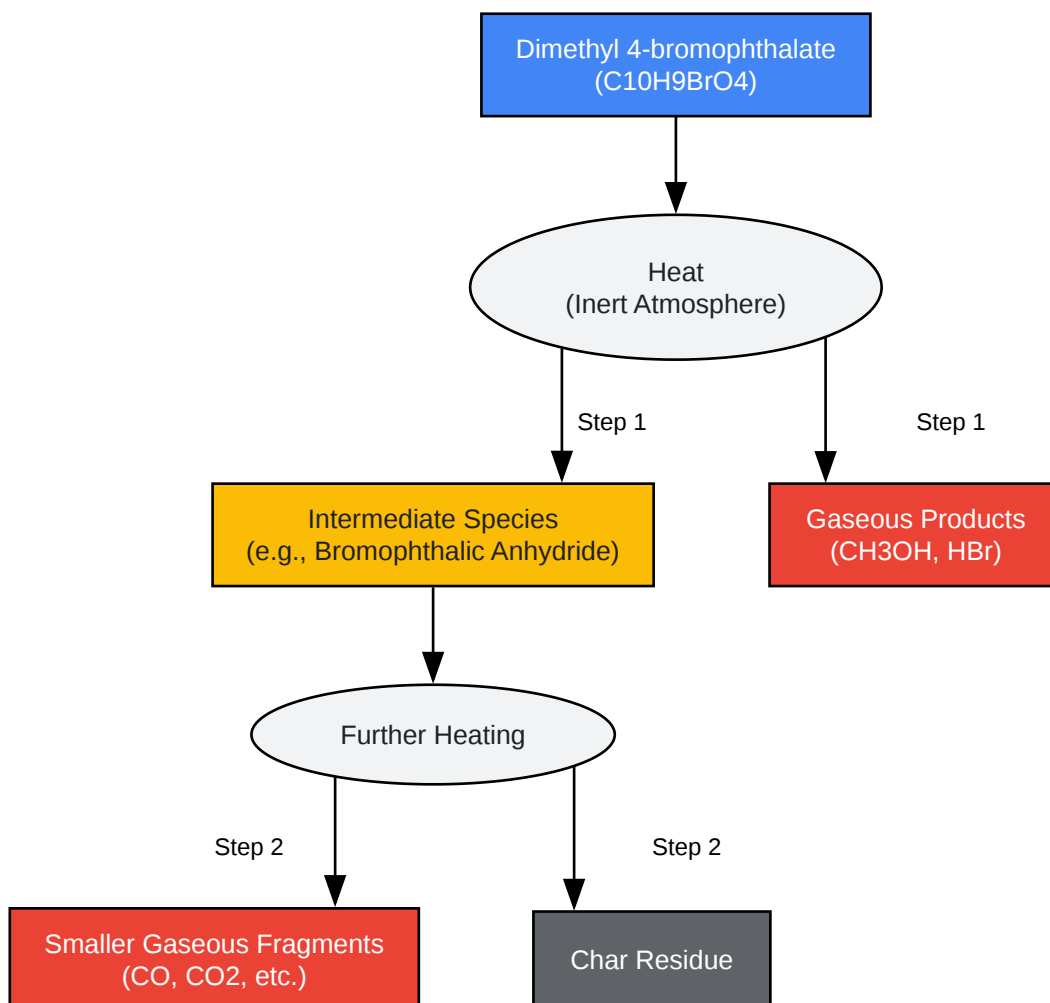 Dimethyl 4-bromophthalate
(C10H9BrO4)
Heat
(Inert Atmosphere)
Step 1
Step 1
Intermediate Species
(e.g., Bromophthalic Anhydride)
Gaseous Products
(CH3OH, HBr)
Further Heating
Step 2
Step 2
Smaller Gaseous Fragments
(CO, CO2, etc.)
Char Residue